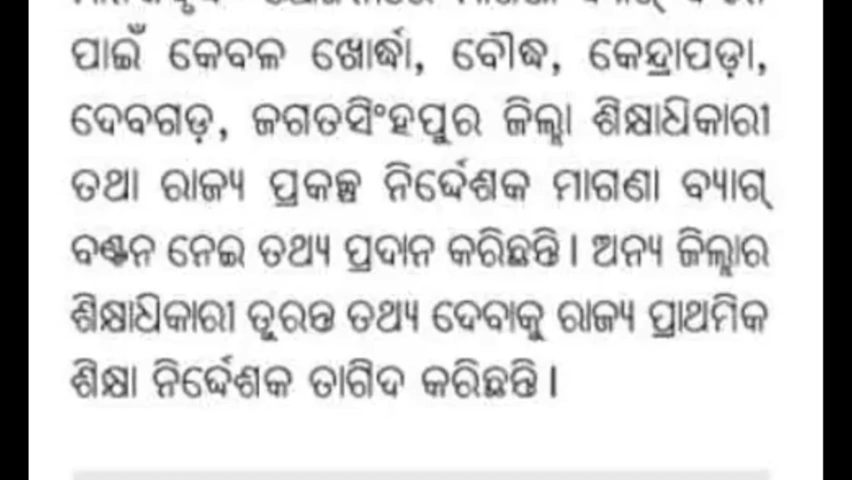 ପାଇଁ କେବଳ ଖୋର୍ଦ୍ଧା, ବୌଦ୍ଧ, କେନ୍ଦ୍ରାପଡ଼ା,
ଦେବଗଡ଼, ଜଗତସିଂହପୁର ଜିଲ୍ଲା ଶିକ୍ଷାଧିକାରୀ
ତଥା ରାଜ୍ୟ ପ୍ରକଳ୍ପ ନିର୍ଦ୍ଦେଶକ ମାଗଣା ବ୍ୟାଗ୍
ବଣ୍ଟନ ନେଇ ତଥ୍ୟ ପ୍ରଦାନ କରିଛନ୍ତି। ଅନ୍ୟ ଜିଲ୍ଲାର
ଶିକ୍ଷାଧିକାରୀ ତୁରନ୍ତ ତଥ୍ୟ ଦେବାକୁ ରାଜ୍ୟ ପ୍ରାଥମିକ
ଶିକ୍ଷା ନିର୍ଦ୍ଦେଶକ ତାଗିଦ କରିଛନ୍ତି।